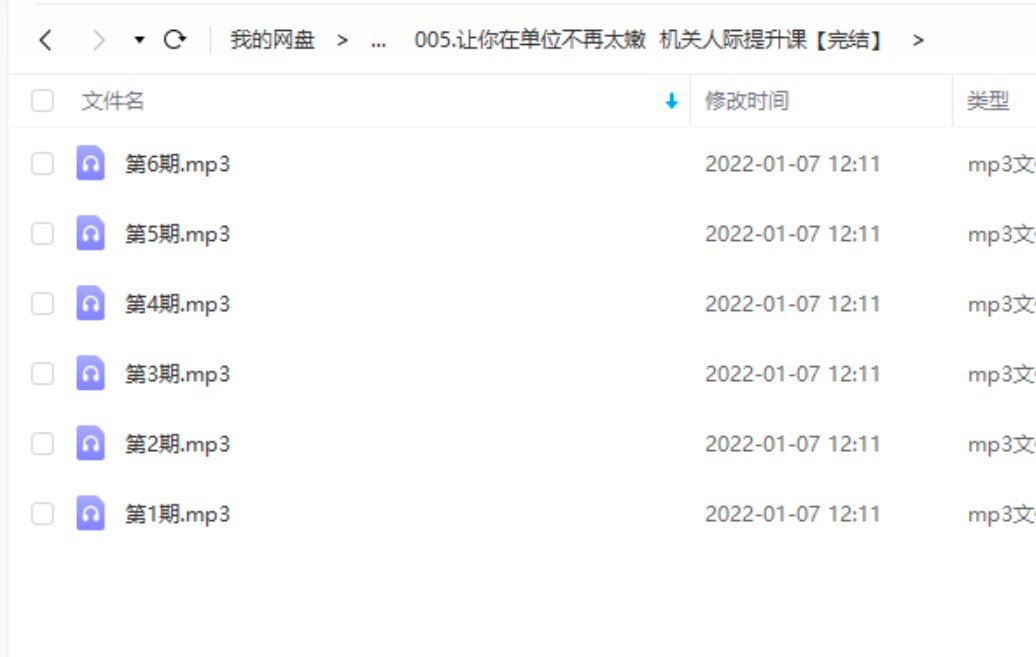 我的网盘 > ... 005.让你在单位不再太嫩 机关人际提升课【完结】 >
文件名 修改时间 类型
第6期.mp3 2022-01-07 12:11 mp3文
第5期.mp3 2022-01-07 12:11 mp3文
第4期.mp3 2022-01-07 12:11 mp3文
第3期.mp3 2022-01-07 12:11 mp3文
第2期.mp3 2022-01-07 12:11 mp3文
第1期.mp3 2022-01-07 12:11 mp3文